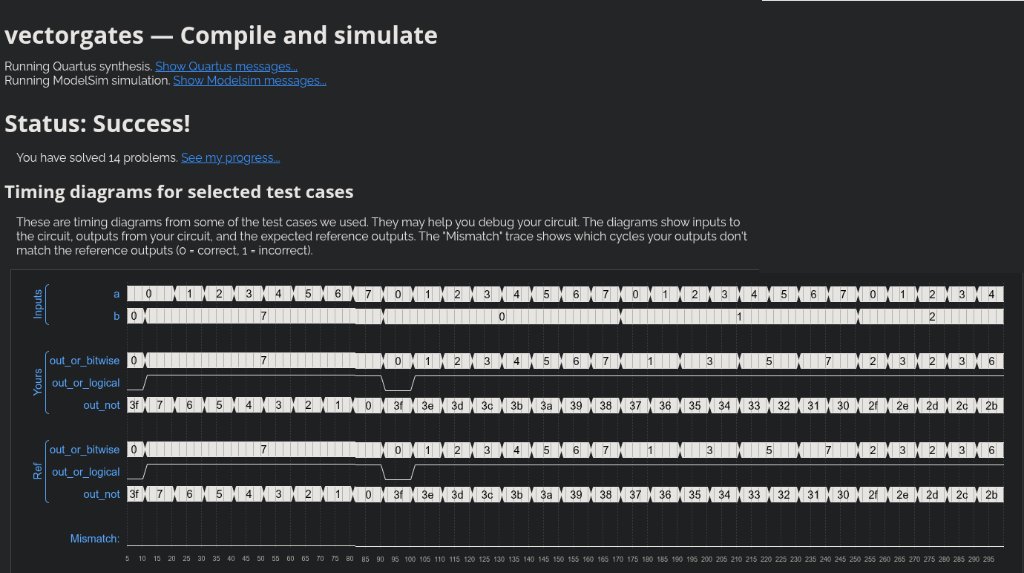 vectorgates — Compile and simulate
Running Quartus synthesis. Show Quartus messages...
Running ModelSim simulation. Show Modelsim messages...
Status: Success!
You have solved 14 problems. See my progress...
Timing diagrams for selected test cases
These are timing diagrams from some of the test cases we used. They may help you debug your circuit. The diagrams show inputs to
the circuit, outputs from your circuit, and the expected reference outputs. The "Mismatch" trace shows which cycles your outputs don't
match the reference outputs (0 = correct, 1 = incorrect).
Inputs
a 0 1 2 3 4 5 6 7 0 1 2 3 4 5 6 7 0 1 2 3 4 5 6 7 0 1 2 3 4
b 0 7 0 1 2
Yours
out_or_bitwise 0 7 0 1 2 3 4 5 6 7 1 3 5 7 2 3 2 3 6
out_or_logical
out_not 3f 7 6 5 4 3 2 1 0 3f 3e 3d 3c 3b 3a 39 38 37 36 35 34 33 32 31 30 2f 2e 2d 2c 2b
Ref
out_or_bitwise 0 7 0 1 2 3 4 5 6 7 1 3 5 7 2 3 2 3 6
out_or_logical
out_not 3f 7 6 5 4 3 2 1 0 3f 3e 3d 3c 3b 3a 39 38 37 36 35 34 33 32 31 30 2f 2e 2d 2c 2b
Mismatch:
5 10 15 20 25 30 35 40 45 50 55 60 65 70 75 80 85 90 95 100 105 110 115 120 125 130 135 140 145 150 155 160 165 170 175 180 185 190 195 200 205 210 215 220 225 230 235 240 245 250 255 260 265 270 275 280 285 290 295